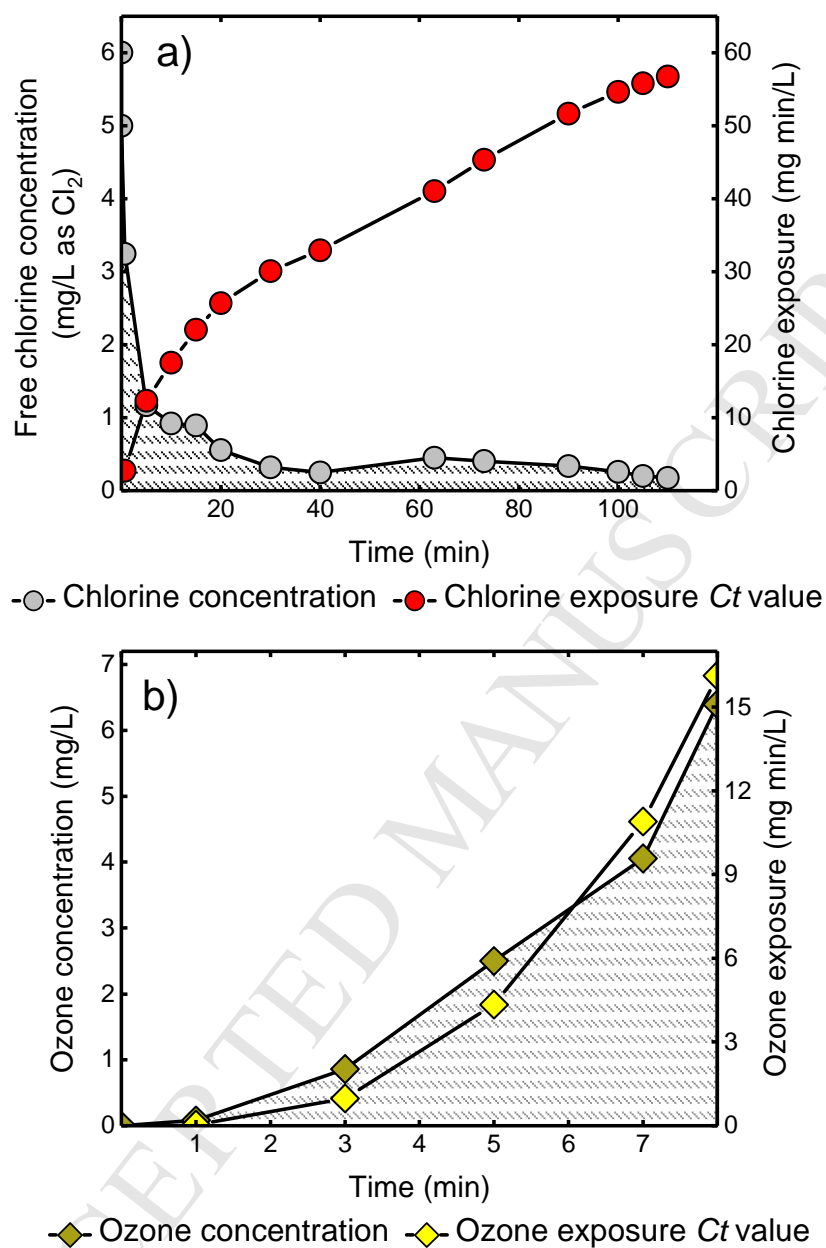 a)
6
5
4
3
2
1
0
60
50
40
30
20
10
0
20 40 60 80 100
Free chlorine concentration
(mg/L as Cl₂)
Chlorine exposure (mg min/L)
Time (min)
Chlorine concentration Chlorine exposure Ct value
b)
7
6
5
4
3
2
1
0
15
12
9
6
3
0
1 2 3 4 5 6 7
Ozone concentration (mg/L)
Ozone exposure (mg min/L)
Time (min)
Ozone concentration Ozone exposure Ct value
CEPTED MANUSCRIP